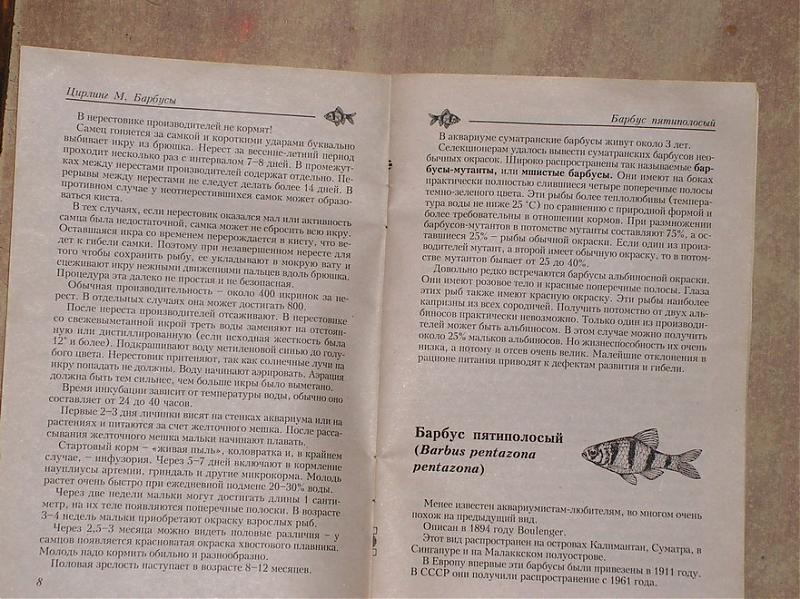 Цирлинг М. Барбусы
В нерестовике производителей не кормят!
Самец гоняется за самкой и короткими ударами буквально
выбивает икру из брюшка. Нерест за весенне-летний период
проходит несколько раз с интервалом 7–8 дней. В промежут-
ках между нерестами производителей содержат отдельно. Пе-
рерывы между нерестами не следует делать более 14 дней. В
противном случае у неотнерестившихся самок может образо-
ваться киста.
В тех случаях, если нерестовик оказался мал или активность
самца была недостаточной, самка не сбросить всю икру.
Оставшаяся икра со временем перерождается в кисту, что ве-
дет к гибели самки. Поэтому при незавершенном нересте для
того чтобы сохранить рыбу, ее укладывают в мокрую вату и
сцеживают икру нежными движениями пальцев вдоль брюшка.
Процедура эта далеко не простая и не безопасная.
Обычная производительность – около 400 икринок за не-
рест. В отдельных случаях она может достигать 800.
После нереста производителей отсаживают. В нерестовике
со свежевыметанной икрой треть воды заменяют на отстоян-
ную или дистиллированную (если исходная жесткость была
12° и более). Подкрашивают воду метиленовой синью до голу-
бого цвета. Нерестовик притеняют, так как солнечные лучи на
икру попадать не должны. Воду начинают аэрировать. Аэрация
должна быть тем сильнее, чем больше икры было выметано.
Время инкубации зависит от температуры воды, обычно оно
составляет от 24 до 40 часов.
Первые 2–3 дня личинки висят на стенках аквариума или на
растениях и питаются за счет желточного мешка. После расса-
сывания желточного мешка мальки начинают плавать.
Стартовый корм – «живая пыль», коловратка и, в крайнем
случае, – инфузория. Через 5–7 дней включают в кормление
науплиусы артемии, гриндаль и другие микрокорма. Молодь
растет очень быстро при ежедневной подмене 20–30% воды.
Через две недели мальки могут достигать длины 1 санти-
метр, на их теле появляются поперечные полоски. В возрасте
3–4 недель мальки приобретают окраску взрослых рыб.
Через 2,5–3 месяца можно видеть половые различия – у
самцов появляется красноватая окраска хвостового плавника.
Молодь надо кормить обильно и разнообразно.
Половая зрелость наступает в возрасте 8–12 месяцев.
8
Барбус пятиполосый
В аквариуме суматранские барбусы живут около 3 лет.
Селекционерам удалось вывести суматранских барбусов нео-
бычных окрасок. Широко распространены так называемые бар-
бусы-мутанты, или мшистые барбусы. Они имеют на боках
практически полностью слившиеся четыре поперечные полосы
темно-зеленого цвета. Эти рыбы более теплолюбивы (темпера-
тура воды не ниже 25 °С) по сравнению с природной формой и
более требовательны в отношении кормов. При размножении
барбусов-мутантов в потомстве мутанты составляют 75%, а ос-
тавшиеся 25% – рыбы обычной окраски. Если один из произ-
водителей мутант, а второй имеет обычную окраску, то в потом-
стве мутантов бывает от 25 до 40%.
Довольно редко встречаются барбусы альбиносной окраски.
Они имеют розовое тело и красные поперечные полосы. Глаза
этих рыб также имеют красную окраску. Эти рыбы наиболее
капризны из всех сородичей. Получить потомство от двух аль-
биносов практически невозможно. Только один из производи-
телей может быть альбиносом. В этом случае можно получить
около 25% мальков альбиносов. Но жизнеспособность их очень
низка, а потому и отсев очень велик. Малейшие отклонения в
рационе питания приводят к дефектам развития и гибели.
Барбус пятиполосый
(Barbus pentazona
pentazona)
Менее известен аквариумистам-любителям, во многом очень
похож на предыдущий вид.
Описан в 1894 году Boulenger.
Этот вид распространен на островах Калимантан, Суматра, в
Сингапуре и на Малаккском полуострове.
В Европу впервые эти барбусы были привезены в 1911 году.
В СССР они получили распространение с 1961 года.